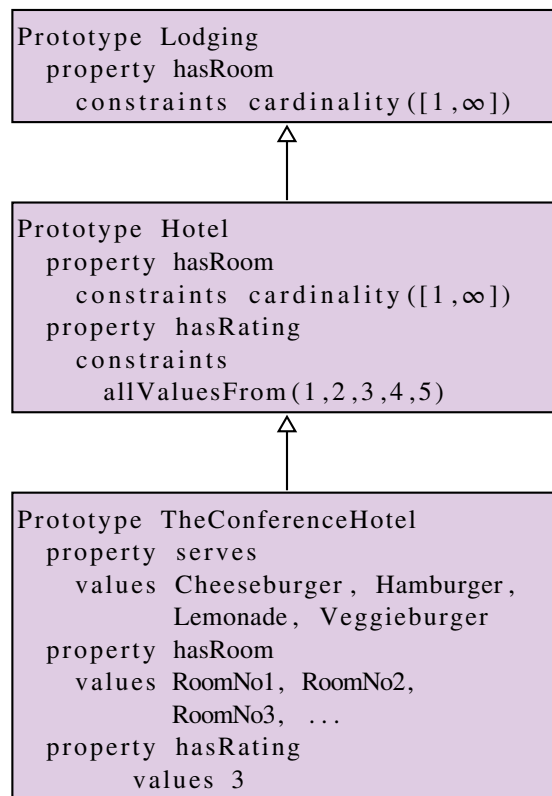 Prototype Lodging
property hasRoom
constraints cardinality([1,∞])
Prototype Hotel
property hasRoom
constraints cardinality([1,∞])
property hasRating
constraints
allValuesFrom(1,2,3,4,5)
Prototype TheConferenceHotel
property serves
values Cheeseburger, Hamburger,
Lemonade, Veggieburger
property hasRoom
values RoomNo1, RoomNo2,
RoomNo3, ...
property hasRating
values 3